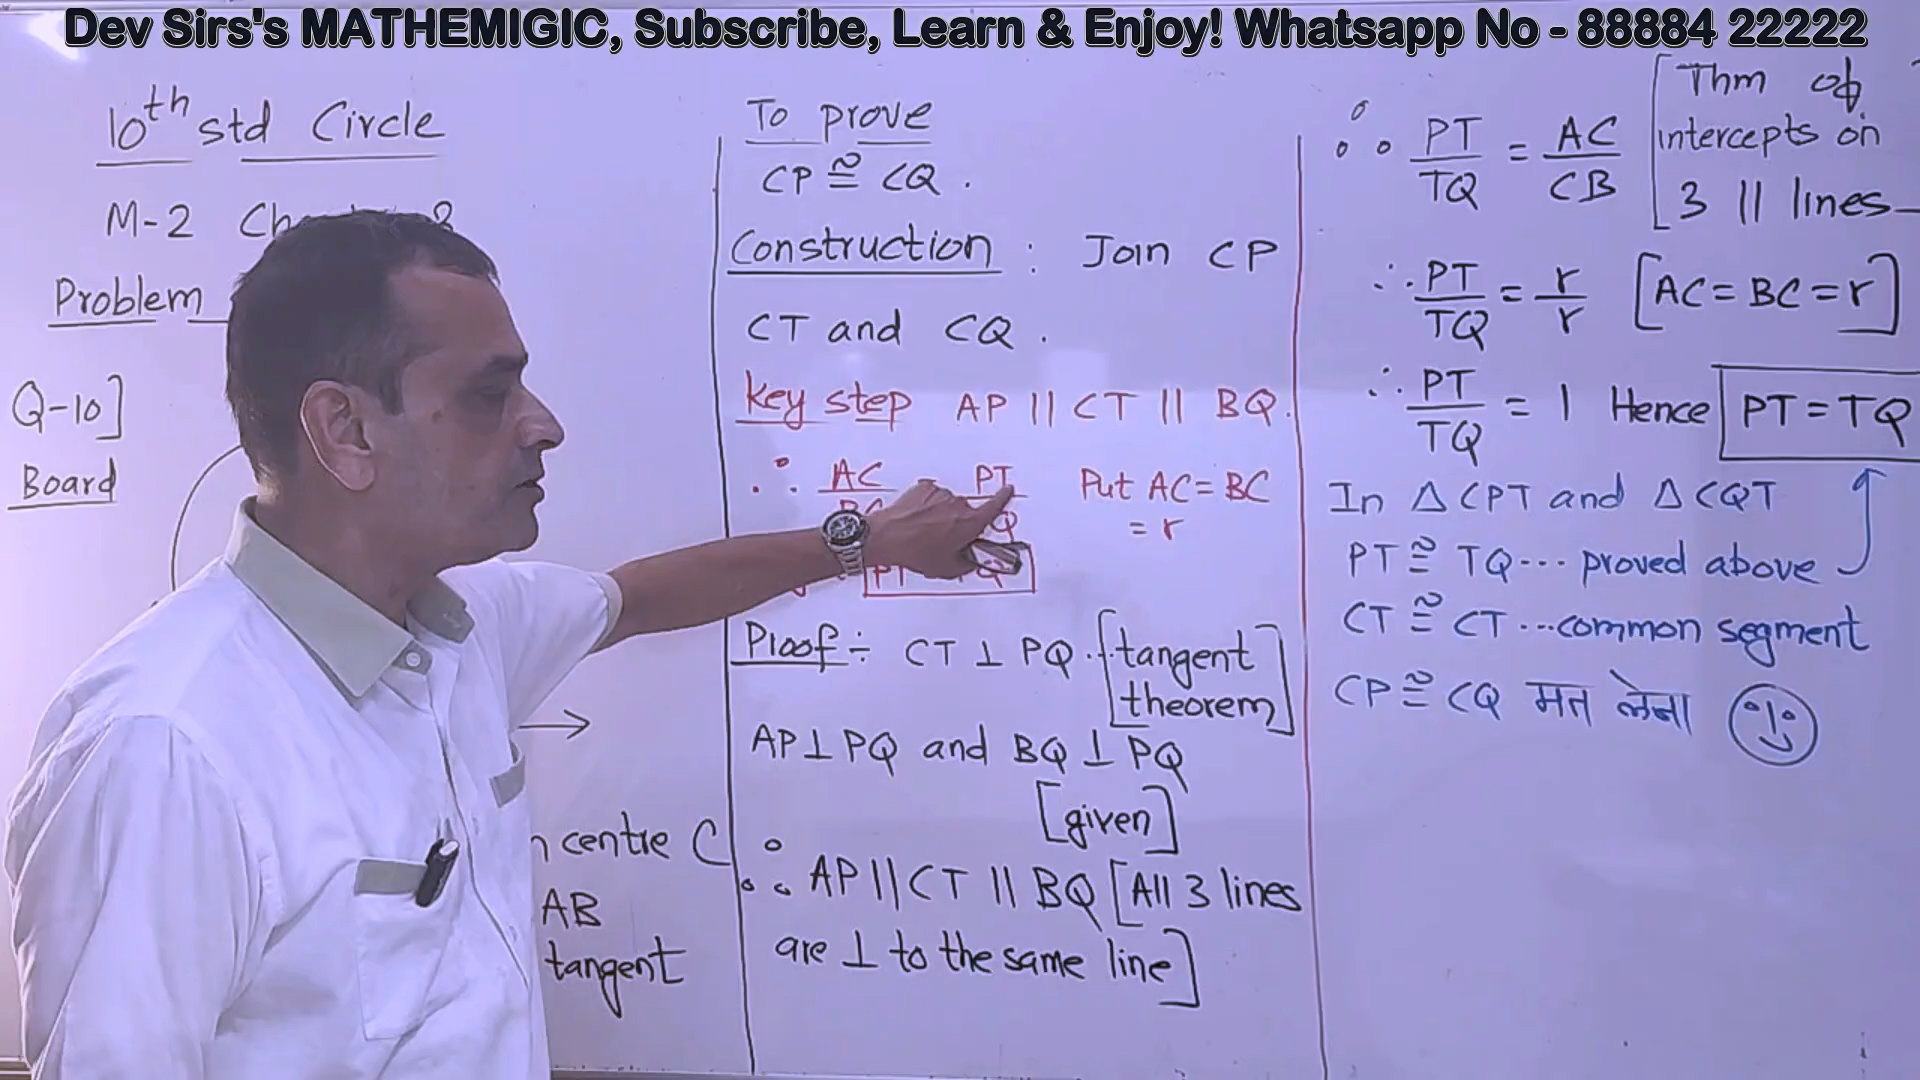 Dev Sirs's MATHEMIGIC, Subscribe, Learn & Enjoy! Whatsapp No - 88884 22222
10th std Circle
M-2
Problem
Q-10]
Board
centre C
AB
tangent
To prove
CP ≅ CQ .
Construction : Join CP
CT and CQ .
Key step AP || CT || BQ.
∴ AC = PT Put AC = BC
= r
Proof :- CT ⊥ PQ . [tangent
theorem]
AP ⊥ PQ and BQ ⊥ PQ
[given]
∴ AP || CT || BQ [All 3 lines
are ⊥ to the same line]
∴ PT/TQ = AC/CB [Thm of
intercepts on
3 || lines
∴ PT/TQ = r/r [AC = BC = r]
∴ PT/TQ = 1 Hence PT = TQ
In Δ CPT and Δ CQT
PT ≅ TQ --- proved above
CT ≅ CT ... common segment
CP ≅ CQ मत लेना